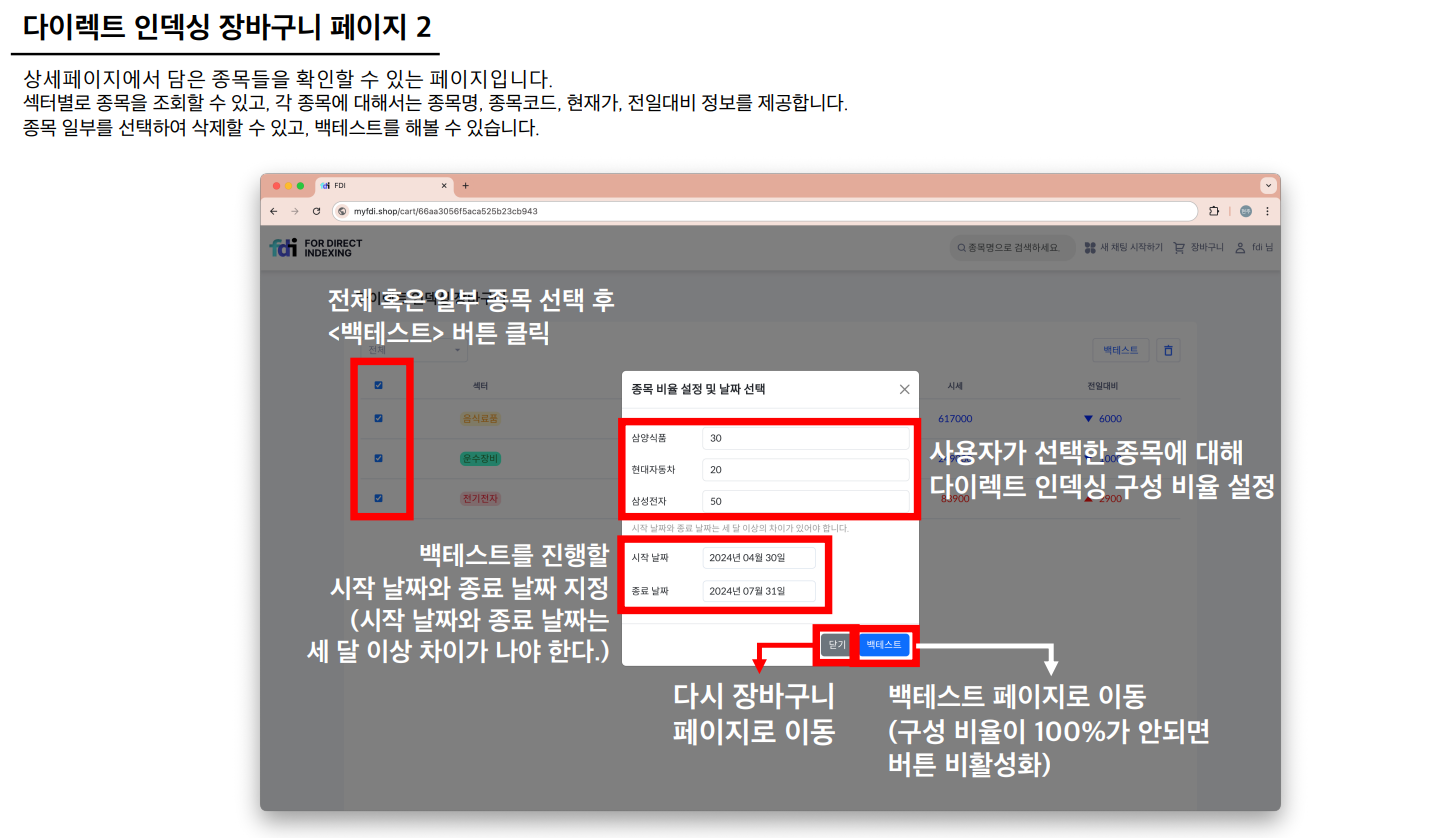 다이렉트 인덱싱 장바구니 페이지 2
상세페이지에서 담은 종목들을 확인할 수 있는 페이지입니다.
섹터별로 종목을 조회할 수 있고, 각 종목에 대해서는 종목명, 종목코드, 현재가, 전일대비 정보를 제공합니다.
종목 일부를 선택하여 삭제할 수 있고, 백테스트를 해볼 수 있습니다.
fdi FDI
myfdi.shop/cart/66aa3056f5aca525b23cb943
fdi FOR DIRECT INDEXING
종목명으로 검색하세요. 새 채팅 시작하기 장바구니 fdi 님
전체 혹은 일부 종목 선택 후
<백테스트> 버튼 클릭
전체
백테스트
섹터 시세 전일대비
음식료품 617000 ▼ 6000
운수장비
전기전자 2900
종목 비율 설정 및 날짜 선택
삼양식품 30
현대자동차 20
삼성전자 50
시작 날짜와 종료 날짜는 세 달 이상의 차이가 있어야 합니다.
시작 날짜 2024년 04월 30일
종료 날짜 2024년 07월 31일
닫기 백테스트
사용자가 선택한 종목에 대해
다이렉트 인덱싱 구성 비율 설정
백테스트를 진행할
시작 날짜와 종료 날짜 지정
(시작 날짜와 종료 날짜는
세 달 이상 차이가 나야 한다.)
다시 장바구니
페이지로 이동
백테스트 페이지로 이동
(구성 비율이 100%가 안되면
버튼 비활성화)